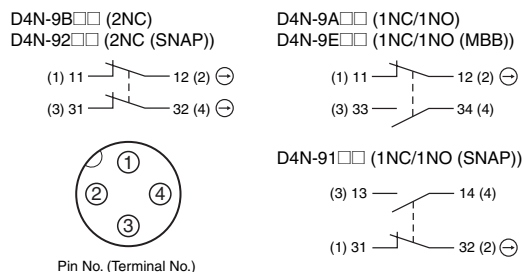 D4N-9B□□ (2NC)
D4N-92□□ (2NC (SNAP))
(1) 11 12 (2)
(3) 31 32 (4)
1
2 4
3
Pin No. (Terminal No.)
D4N-9A□□ (1NC/1NO)
D4N-9E□□ (1NC/1NO (MBB))
(1) 11 12 (2)
(3) 33 34 (4)
D4N-91□□ (1NC/1NO (SNAP))
(3) 13 14 (4)
(1) 31 32 (2)